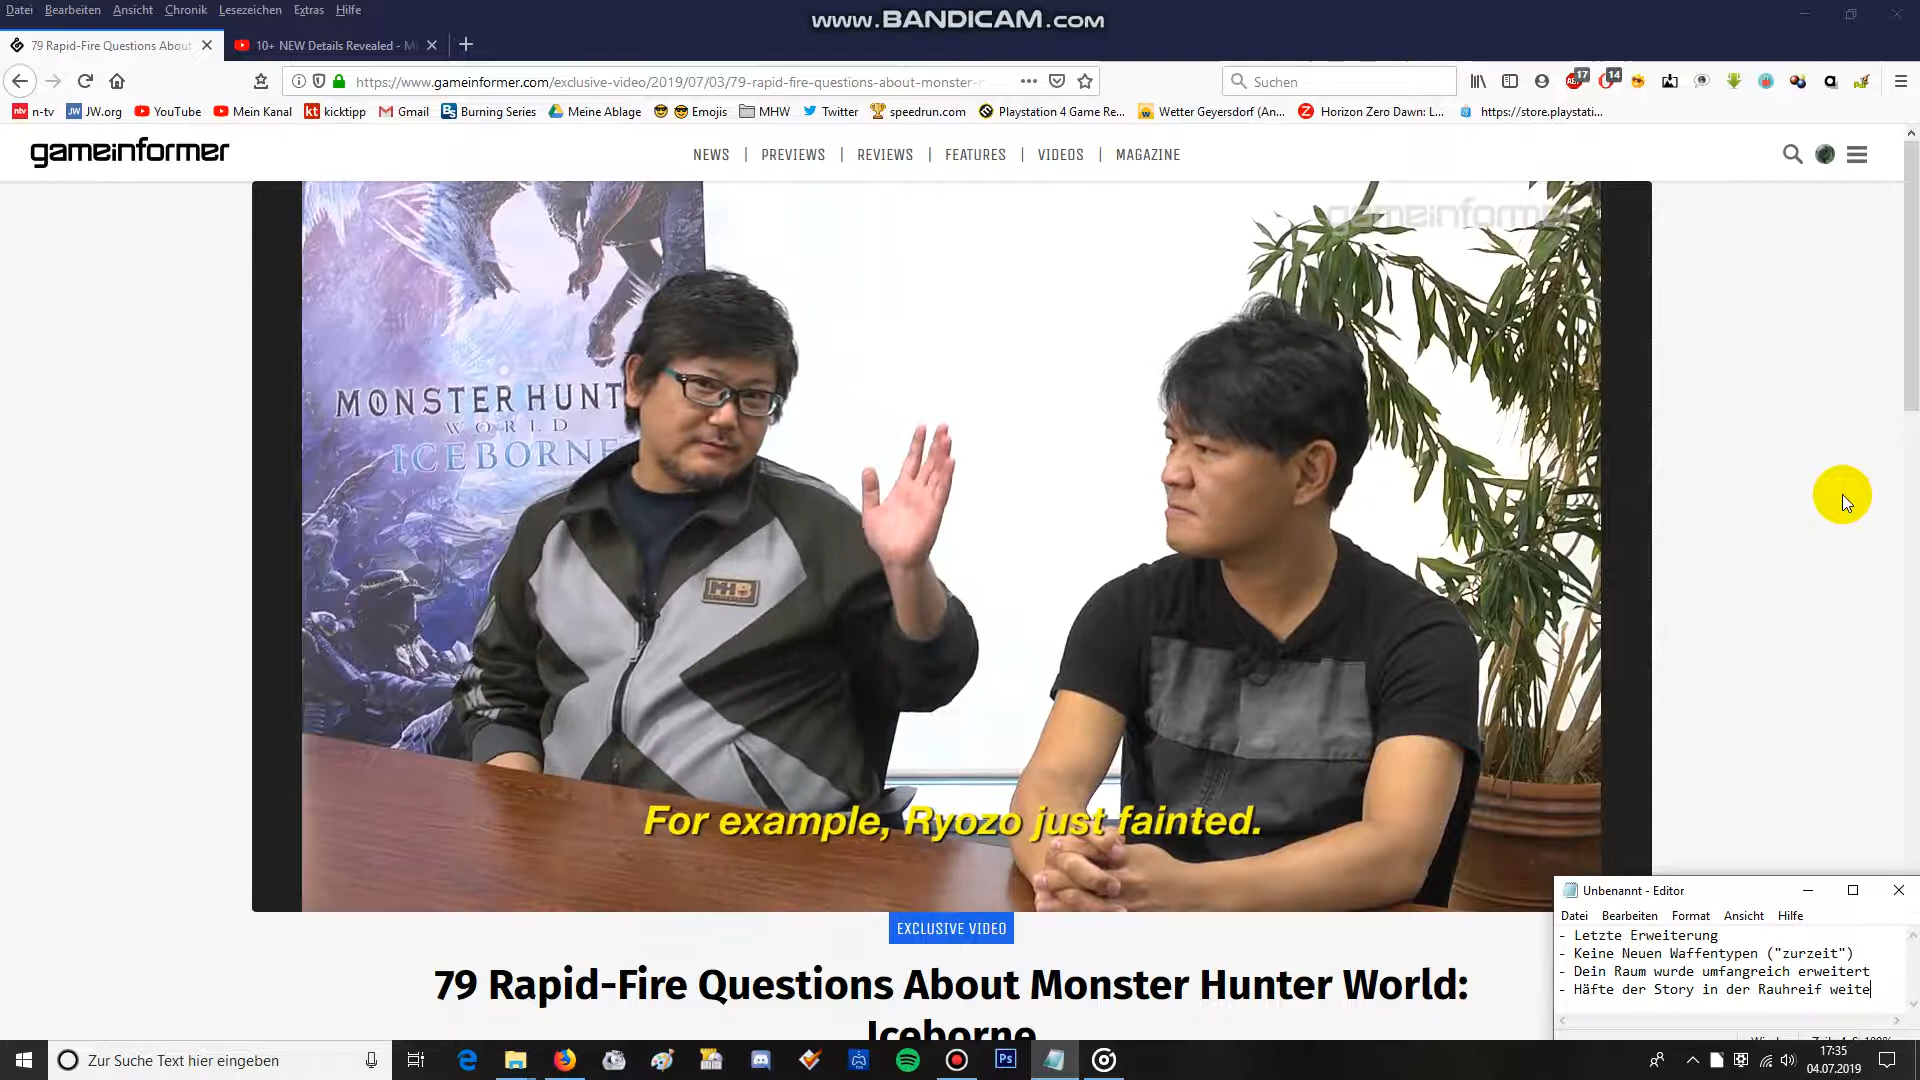 Datei Bearbeiten Ansicht Chronik Lesezeichen Extras Hilfe
www.BANDICAM.com
79 Rapid-Fire Questions About
10+ NEW Details Revealed - M
https://www.gameinformer.com/exclusive-video/2019/07/03/79-rapid-fire-questions-about-monster-
Suchen
17
14
n-tv JW.org YouTube Mein Kanal kicktipp Gmail Burning Series Meine Ablage Emojis MHW Twitter speedrun.com Playstation 4 Game Re... Wetter Geyersdorf (An... Horizon Zero Dawn: L... https://store.playstati...
gameinformer
NEWS | PREVIEWS | REVIEWS | FEATURES | VIDEOS | MAGAZINE
gameinformer
MONSTER HUNT
WORLD
ICEBORNE
MH
For example, Ryozo just fainted.
EXCLUSIVE VIDEO
79 Rapid-Fire Questions About Monster Hunter World:
Iceborne
Unbenannt - Editor
Datei Bearbeiten Format Ansicht Hilfe
- Letzte Erweiterung
- Keine Neuen Waffentypen ("zurzeit")
- Dein Raum wurde umfangreich erweitert
- Häfte der Story in der Rauhreif weite
Zur Suche Text hier eingeben
Ps
17:35
04.07.2019